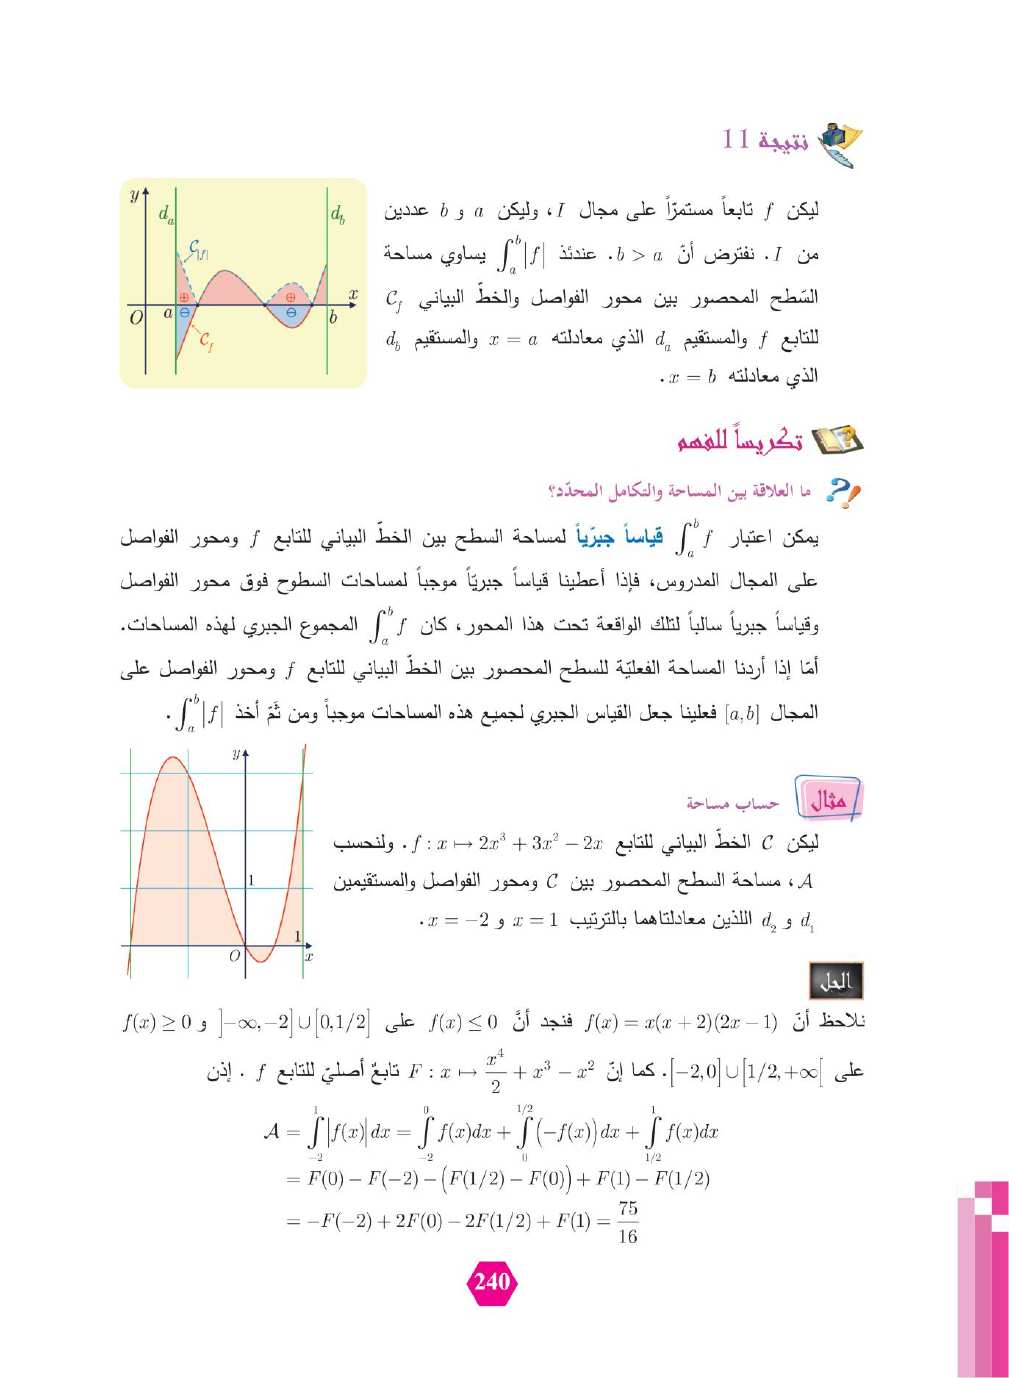 نتيجة 11
ليكن f تابعاً مستمرّاً على مجال I، وليكن a و b عددين
من I. نفترض أنّ b > a. عندئذ ∫_a^b |f| يساوي مساحة
السّطح المحصور بين محور الفواصل والخطّ البياني C_f
للتابع f والمستقيم d_a الذي معادلته x = a والمستقيم d_b
الذي معادلته x = b.
y
d_a
d_b
C_|f|
⊕
⊕
x
O
a
⊖
⊖
b
C_f
تكريساً للفهم
ما العلاقة بين المساحة والتكامل المحدّد؟
يمكن اعتبار ∫_a^b f قياساً جبرّياً لمساحة السطح بين الخطّ البياني للتابع f ومحور الفواصل
على المجال المدروس، فإذا أعطينا قياساً جبريّاً موجباً لمساحات السطوح فوق محور الفواصل
وقياساً جبرياً سالباً لتلك الواقعة تحت هذا المحور، كان ∫_a^b f المجموع الجبري لهذه المساحات.
أمّا إذا أردنا المساحة الفعليّة للسطح المحصور بين الخطّ البياني للتابع f ومحور الفواصل على
المجال [a,b] فعلينا جعل القياس الجبري لجميع هذه المساحات موجباً ومن ثَمّ أخذ ∫_a^b |f|.
مثال
حساب مساحة
ليكن C الخطّ البياني للتابع f : x ↦ 2x³ + 3x² − 2x. ولنحسب
A، مساحة السطح المحصور بين C ومحور الفواصل والمستقيمين
d₁ و d₂ اللذين معادلتاهما بالترتيب x = 1 و x = −2.
y
1
1
O
x
الحل
نلاحظ أنّ f(x) = x(x + 2)(2x − 1) فنجد أنَّ f(x) ≤ 0 على ]−∞,−2] ∪ [0,1/2] و f(x) ≥ 0
على [−2,0] ∪ [1/2,+∞[. كما إنّ F : x ↦ x⁴/2 + x³ − x² تابعٌ أصليّ للتابع f. إذن
A = ∫_{−2}^{1} |f(x)| dx = ∫_{−2}^{0} f(x)dx + ∫_{0}^{1/2} (−f(x)) dx + ∫_{1/2}^{1} f(x)dx
= F(0) − F(−2) − (F(1/2) − F(0)) + F(1) − F(1/2)
= −F(−2) + 2F(0) − 2F(1/2) + F(1) = 75/16
240